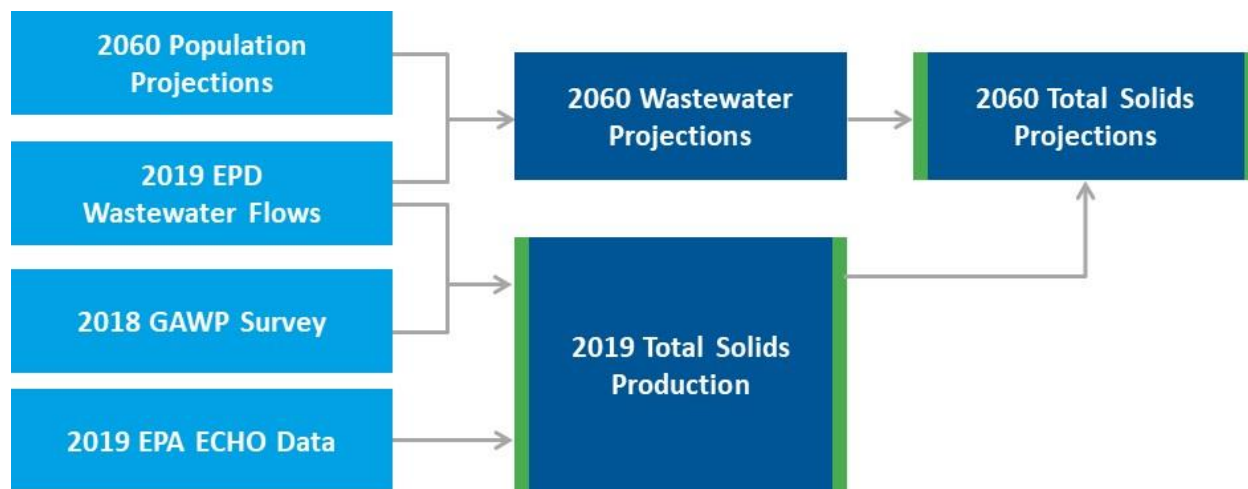 2060 Population
Projections
2019 EPD
Wastewater Flows
2018 GAWP Survey
2019 EPA ECHO Data
2060 Wastewater
Projections
2019 Total Solids
Production
2060 Total Solids
Projections